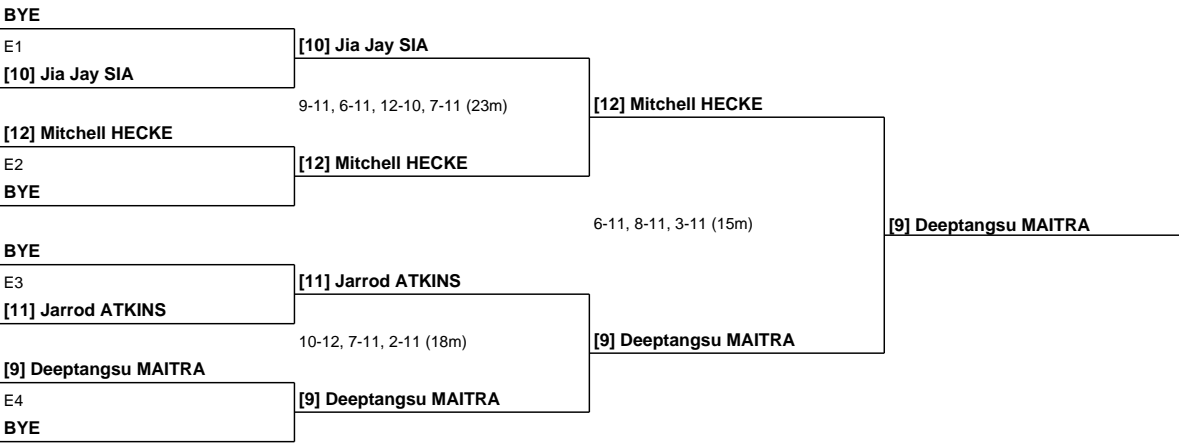 BYE
E1
[10] Jia Jay SIA
[10] Jia Jay SIA
9-11, 6-11, 12-10, 7-11 (23m)
[12] Mitchell HECKE
[12] Mitchell HECKE
E2
[12] Mitchell HECKE
BYE
6-11, 8-11, 3-11 (15m)
[9] Deeptangsu MAITRA
BYE
E3
[11] Jarrod ATKINS
[11] Jarrod ATKINS
10-12, 7-11, 2-11 (18m)
[9] Deeptangsu MAITRA
[9] Deeptangsu MAITRA
E4
[9] Deeptangsu MAITRA
BYE